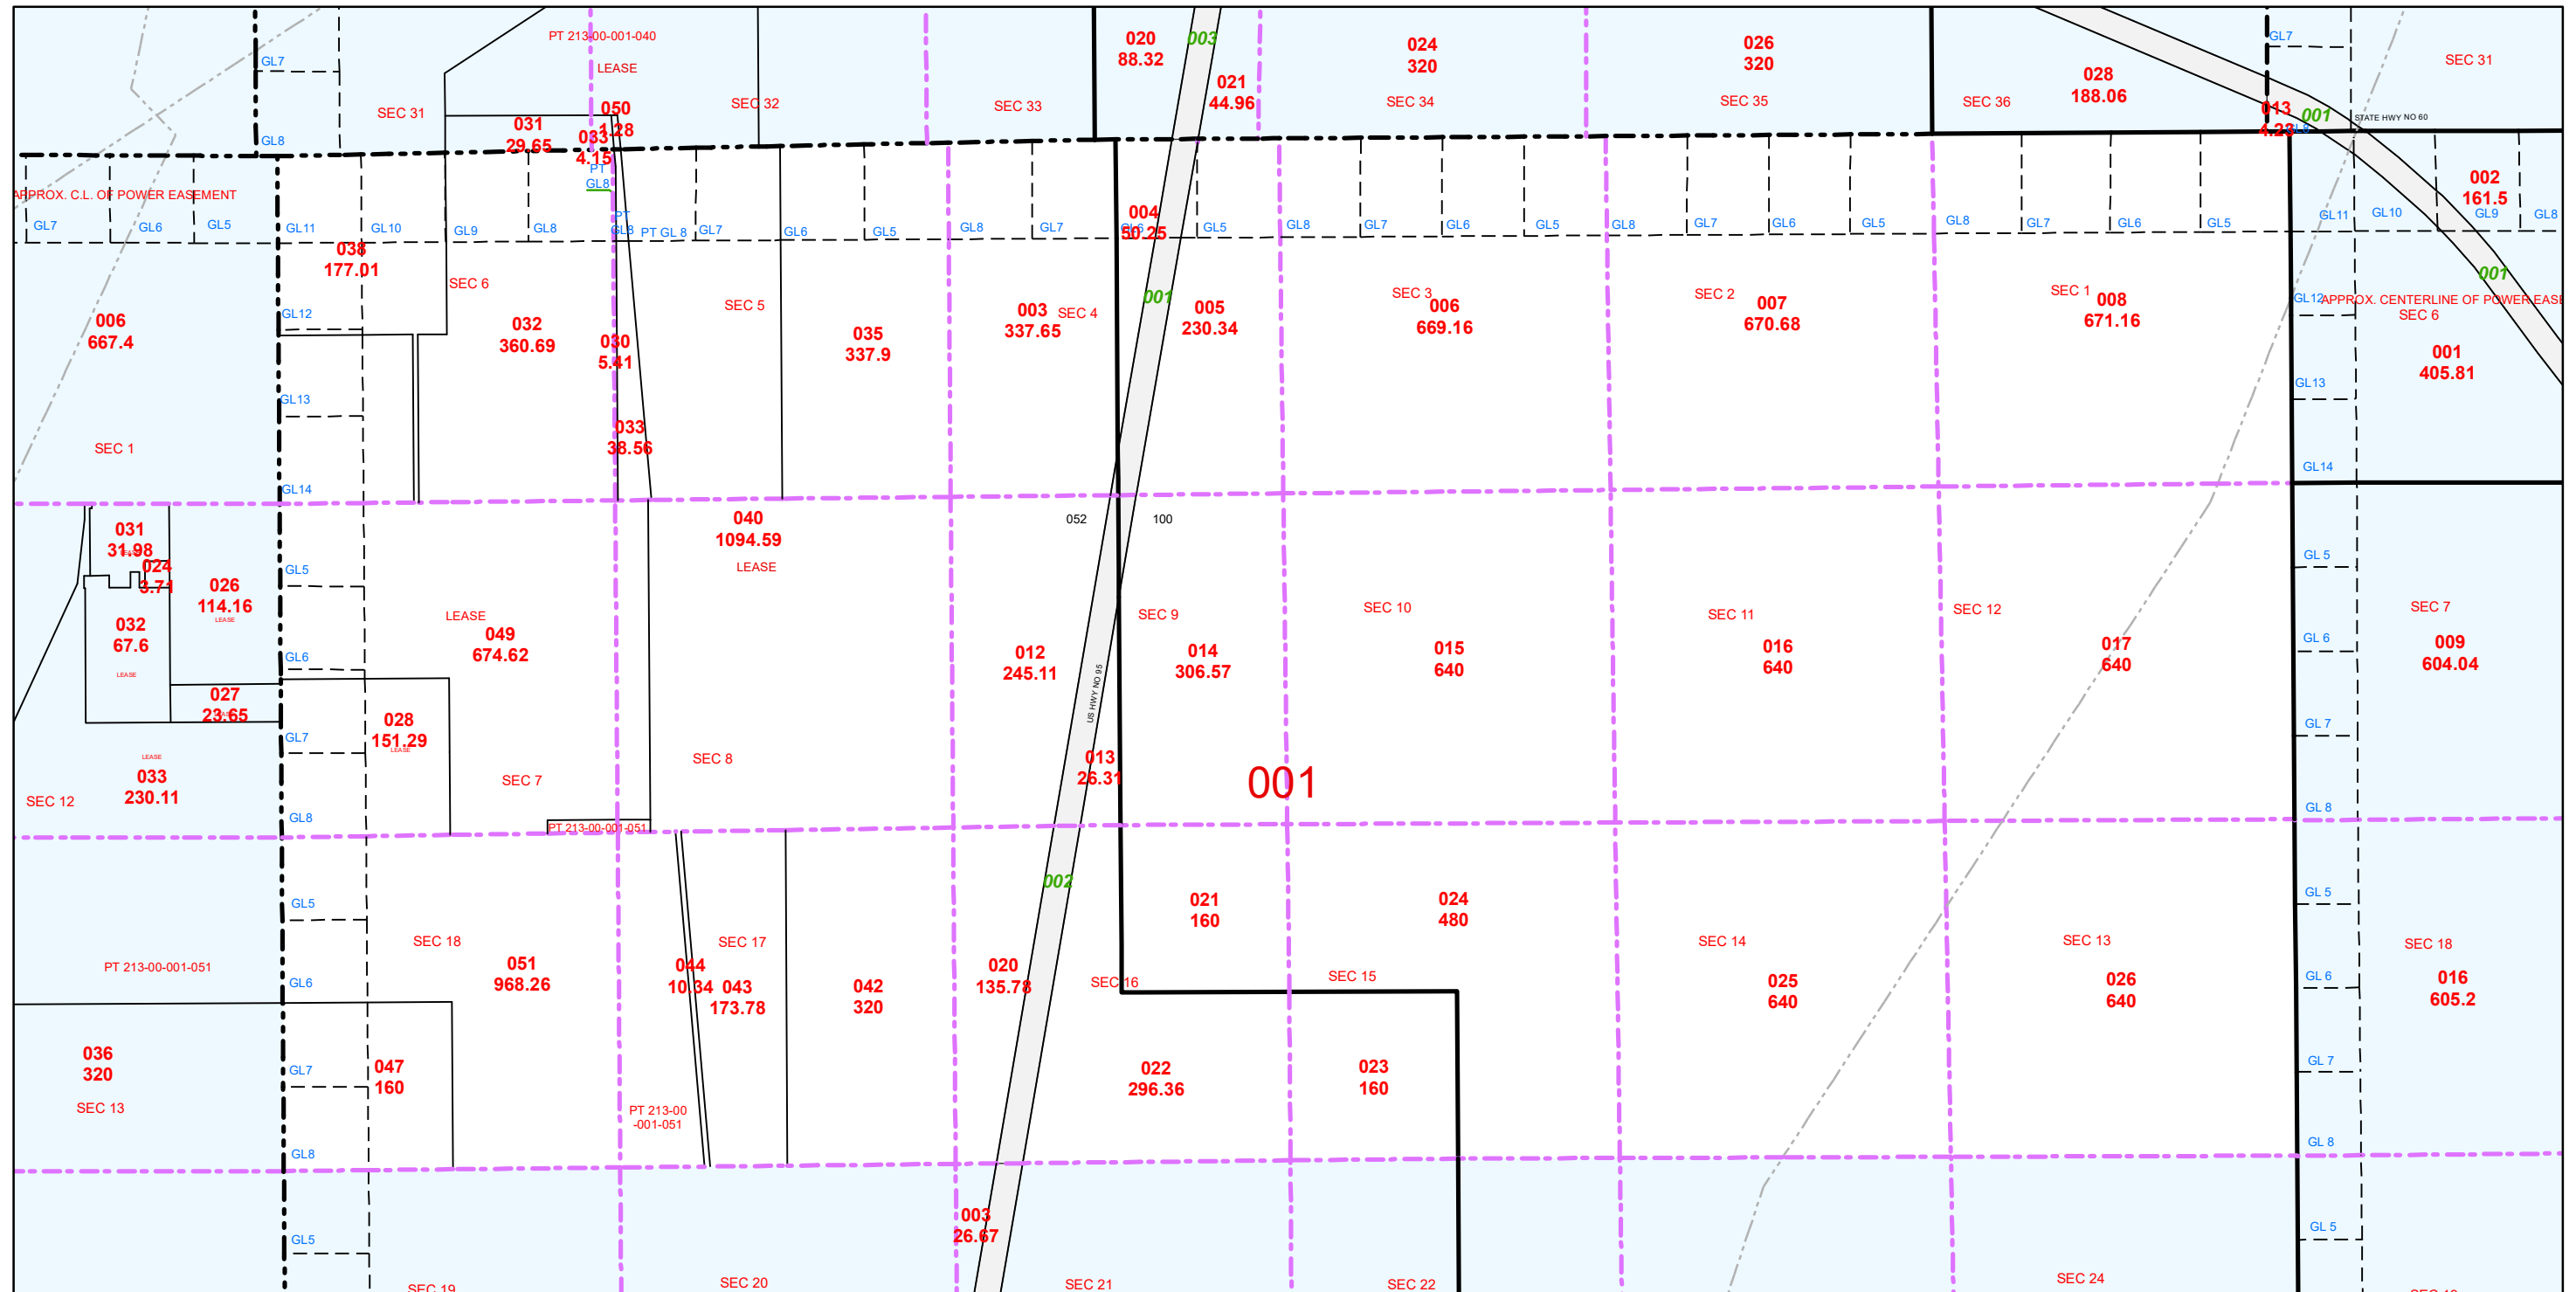 PT 213-00-001-040
LEASE
GL7
SEC 31
GL8
031
29.65
050
1.28
033
4.15
PT
GL8
SEC 32
SEC 33
020
88.32
003
021
44.96
024
320
SEC 34
026
320
SEC 35
SEC 36
028
188.06
GL7
013
4.23
001
STATE HWY NO 60
SEC 31
APPROX. C.L. OF POWER EASEMENT
GL7
GL6
GL5
GL11
GL10
GL9
GL8
PT
GL8
PT GL 8
GL7
GL6
GL5
GL8
GL7
004
50.25
GL6
GL5
GL8
GL7
GL6
GL5
GL8
GL7
GL6
GL5
GL8
GL7
GL6
GL5
GL11
GL10
002
161.5
GL9
GL8
038
177.01
SEC 6
GL12
006
667.4
032
360.69
030
5.41
SEC 5
035
337.9
003
337.65
SEC 4
001
005
230.34
SEC 3
006
669.16
SEC 2
007
670.68
SEC 1
008
671.16
001
GL12
APPROX. CENTERLINE OF POWER EASE
SEC 6
001
405.81
GL13
GL13
033
38.56
SEC 1
GL14
GL14
031
31.98
024
3.71
026
114.16
LEASE
032
67.6
LEASE
027
23.65
LEASE
033
230.11
SEC 12
GL5
GL6
GL7
GL8
LEASE
049
674.62
028
151.29
LEASE
SEC 7
PT 213-00-001-051
040
1094.59
LEASE
SEC 8
052
100
012
245.11
US HWY NO 95
013
26.31
SEC 9
014
306.57
001
SEC 10
015
640
SEC 11
016
640
SEC 12
017
640
GL 5
GL 6
GL 7
GL 8
SEC 7
009
604.04
PT 213-00-001-051
036
320
SEC 13
GL5
GL6
GL7
GL8
SEC 18
051
968.26
047
160
044
10.34
SEC 17
043
173.78
PT 213-00
-001-051
042
320
002
020
135.78
SEC 16
021
160
022
296.36
024
480
SEC 15
023
160
SEC 14
025
640
SEC 13
026
640
GL 5
GL 6
GL 7
GL 8
SEC 18
016
605.2
GL5
SEC 19
SEC 20
003
26.67
SEC 21
SEC 22
SEC 24
GL 5